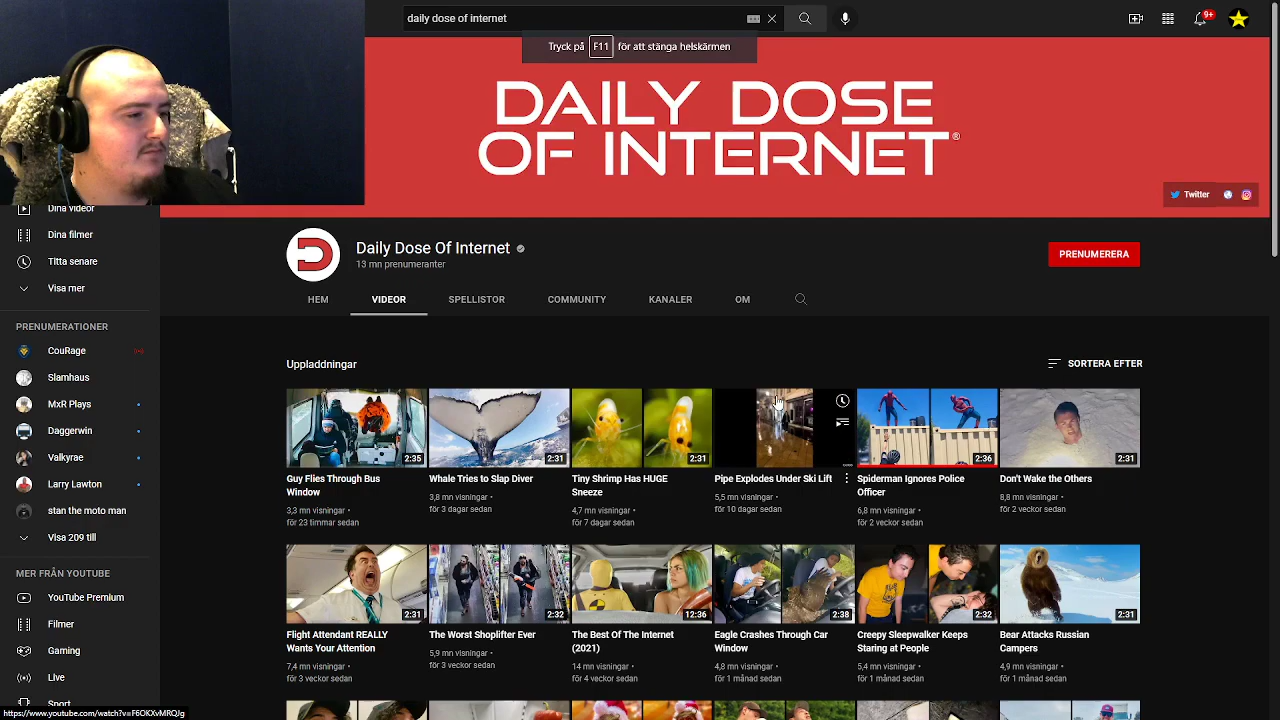 daily dose of internet
9+
Tryck på F11 för att stänga helskärmen
DAILY DOSE
OF INTERNET®
Twitter
Dina videor
Dina filmer
Titta senare
Visa mer
PRENUMERATIONER
CouRage
Slamhaus
MxR Plays
Daggerwin
Valkyrae
Larry Lawton
stan the moto man
Visa 209 till
MER FRÅN YOUTUBE
YouTube Premium
Filmer
Gaming
Live
Sport
Daily Dose Of Internet
13 mn prenumeranter
PRENUMERERA
HEM VIDEOR SPELLISTOR COMMUNITY KANALER OM
Uppladdningar
SORTERA EFTER
2:35
Guy Flies Through Bus
Window
3,3 mn visningar •
för 23 timmar sedan
2:31
Whale Tries to Slap Diver
3,8 mn visningar •
för 3 dagar sedan
2:31
Tiny Shrimp Has HUGE
Sneeze
4,7 mn visningar •
för 7 dagar sedan
Pipe Explodes Under Ski Lift
5,5 mn visningar •
för 10 dagar sedan
2:36
Spiderman Ignores Police
Officer
6,8 mn visningar •
för 2 veckor sedan
2:31
Don't Wake the Others
8,8 mn visningar •
för 2 veckor sedan
2:31
Flight Attendant REALLY
Wants Your Attention
7,4 mn visningar •
för 3 veckor sedan
2:32
The Worst Shoplifter Ever
5,9 mn visningar •
för 3 veckor sedan
12:36
The Best Of The Internet
(2021)
14 mn visningar •
för 4 veckor sedan
2:38
Eagle Crashes Through Car
Window
4,8 mn visningar •
för 1 månad sedan
2:32
Creepy Sleepwalker Keeps
Staring at People
5,4 mn visningar •
för 1 månad sedan
2:31
Bear Attacks Russian
Campers
4,9 mn visningar •
för 1 månad sedan
https://www.youtube.com/watch?v=F6OKXvMRQJg